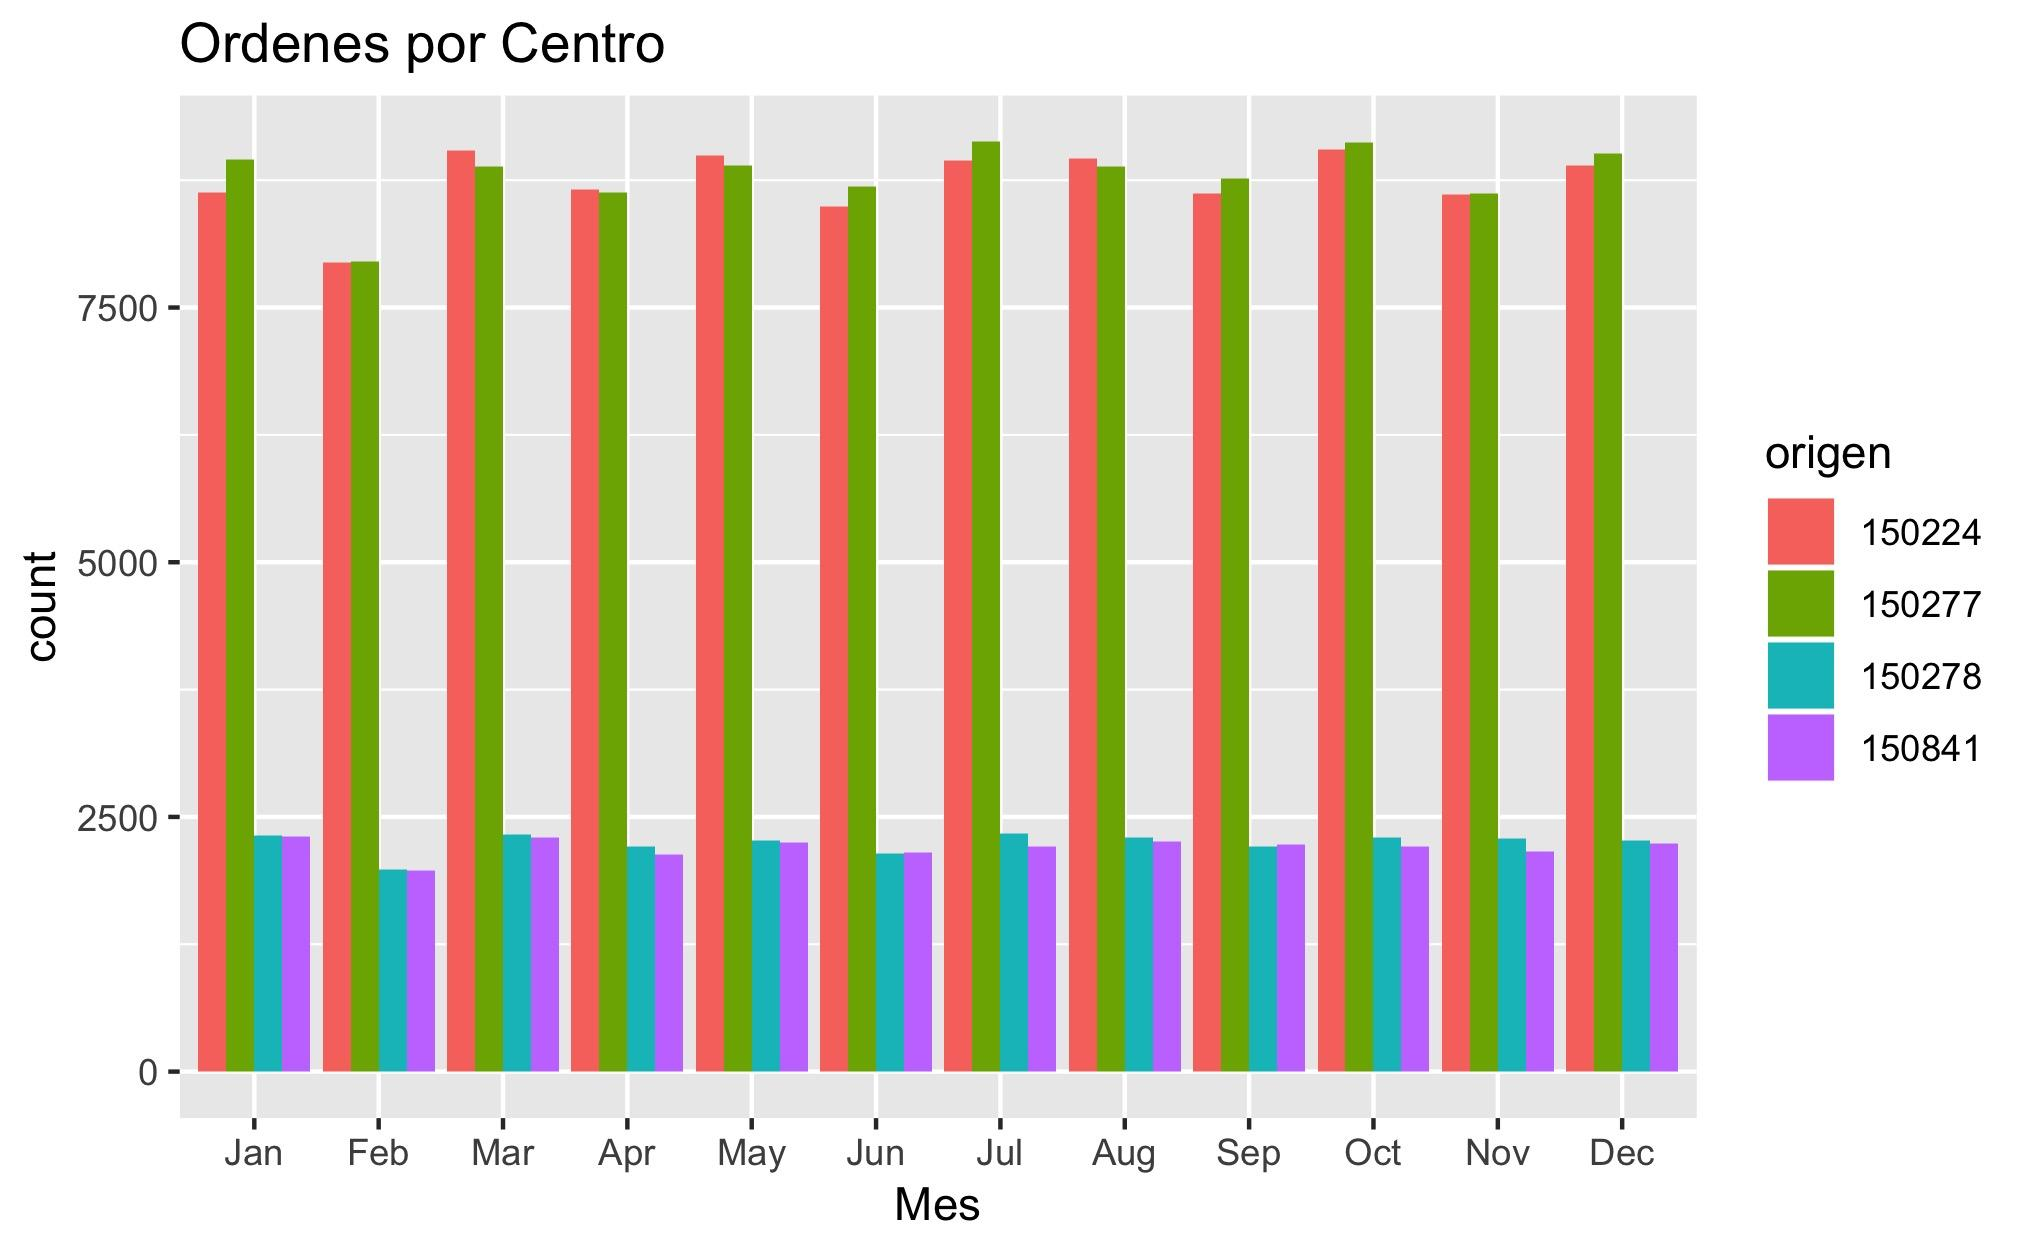 Ordenes por Centro
count
7500
5000
2500
0
Jan Feb Mar Apr May Jun Jul Aug Sep Oct Nov Dec
Mes
origen
150224
150277
150278
150841